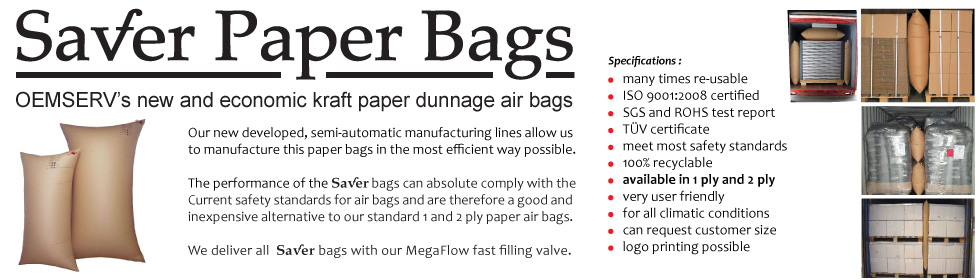 Saver Paper Bags
OEMSERV's new and economic kraft paper dunnage air bags
Our new developed, semi-automatic manufacturing lines allow us
to manufacture this paper bags in the most efficient way possible.
The performance of the Saver bags can absolute comply with the
Current safety standards for air bags and are therefore a good and
inexpensive alternative to our standard 1 and 2 ply paper air bags.
We deliver all Saver bags with our MegaFlow fast filling valve.
Specifications :
• many times re-usable
• ISO 9001:2008 certified
• SGS and ROHS test report
• TÜV certificate
• meet most safety standards
• 100% recyclable
• available in 1 ply and 2 ply
• very user friendly
• for all climatic conditions
• can request customer size
• logo printing possible